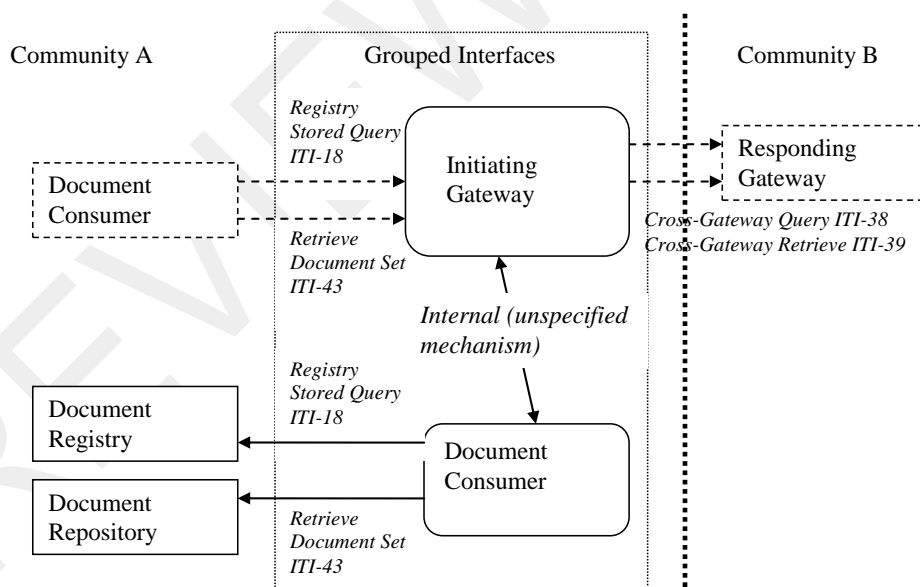 Community A
Grouped Interfaces
Community B
Registry
Stored Query
ITI-18
Document
Consumer
Initiating
Gateway
Responding
Gateway
Retrieve
Document Set
ITI-43
Cross-Gateway Query ITI-38
Cross-Gateway Retrieve ITI-39
Internal (unspecified
mechanism)
Registry
Stored Query
ITI-18
Document
Registry
Document
Consumer
Document
Repository
Retrieve
Document Set
ITI-43
REVIEW